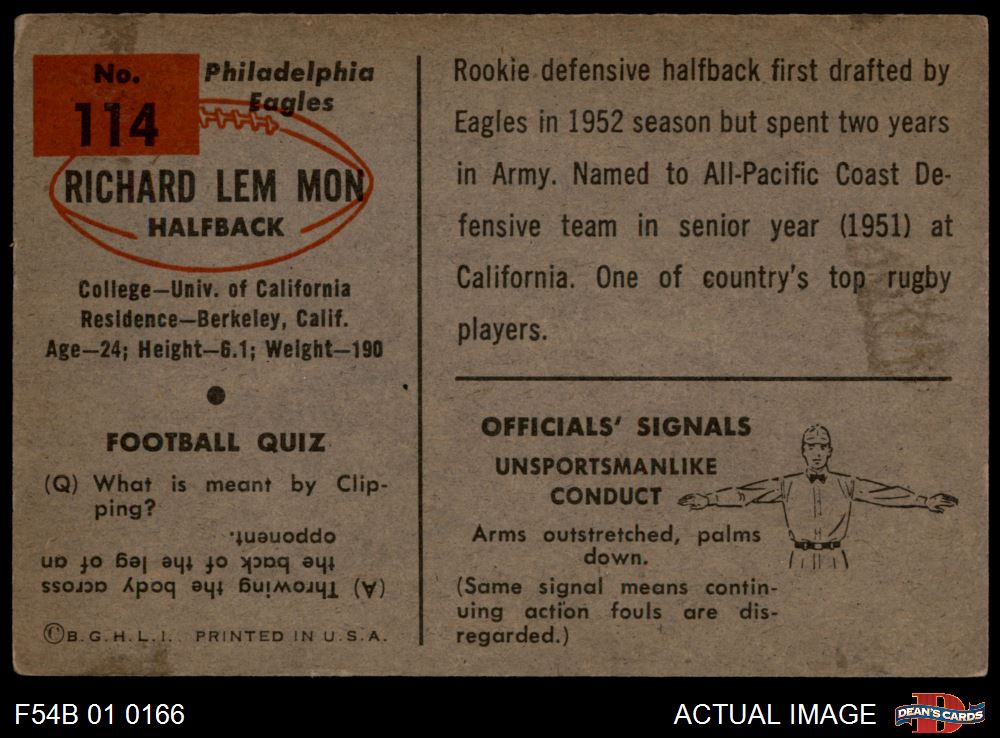 No.
114
Philadelphia
Eagles
RICHARD LEM MON
HALFBACK
College—Univ. of California
Residence—Berkeley, Calif.
Age—24; Height—6.1; Weight—190
FOOTBALL QUIZ
(Q) What is meant by Clip-
ping?
(A) Throwing the body across
the back of the leg of an
opponent.
©B.G.H.L.I. PRINTED IN U.S.A.
Rookie defensive halfback first drafted by
Eagles in 1952 season but spent two years
in Army. Named to All-Pacific Coast De-
fensive team in senior year (1951) at
California. One of country's top rugby
players.
OFFICIALS' SIGNALS
UNSPORTSMANLIKE
CONDUCT
Arms outstretched, palms
down.
(Same signal means contin-
uing action fouls are dis-
regarded.)
F54B 01 0166
ACTUAL IMAGE
D
DEAN'S CARDS